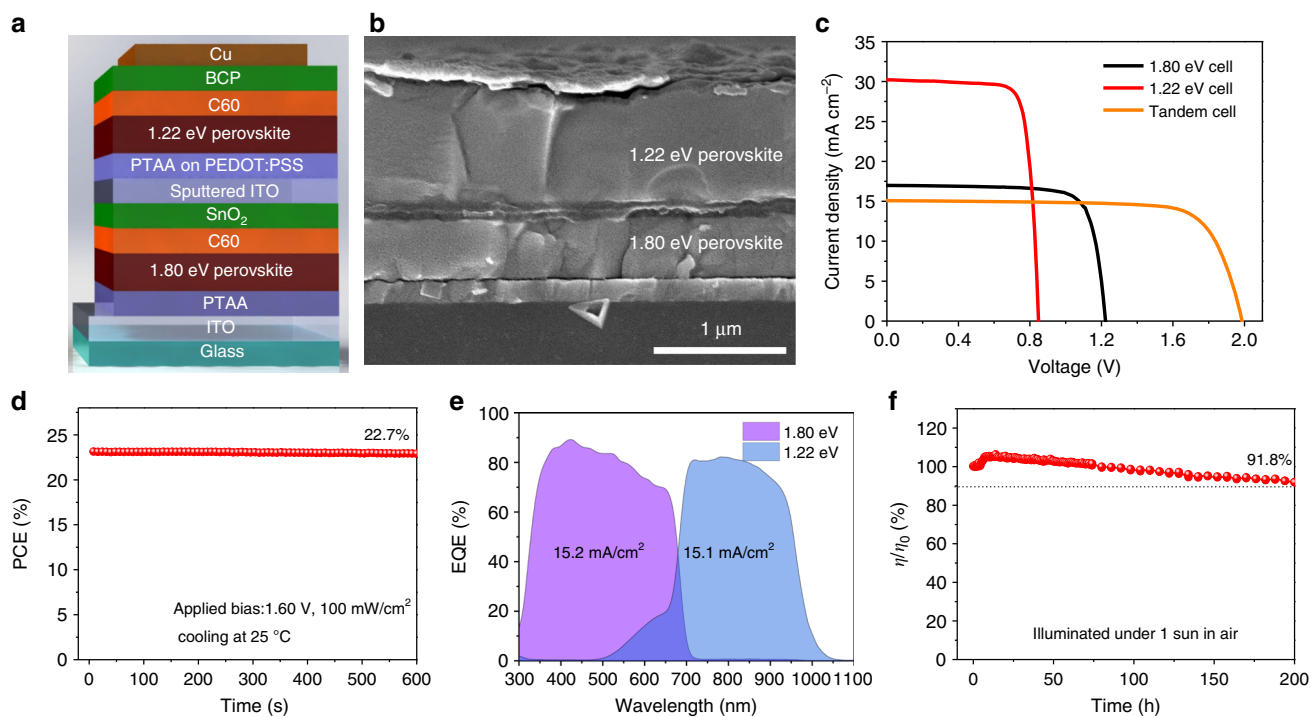 a
Cu
BCP
C60
1.22 eV perovskite
PTAA on PEDOT:PSS
Sputtered ITO
SnO₂
C60
1.80 eV perovskite
PTAA
ITO
Glass
b
1.22 eV perovskite
1.80 eV perovskite
1 μm
c
Current density (mA cm⁻²)
35
30
25
20
15
10
5
0
0.0 0.4 0.8 1.2 1.6 2.0
Voltage (V)
1.80 eV cell
1.22 eV cell
Tandem cell
d
PCE (%)
25
20
15
10
5
0
0 100 200 300 400 500 600
Time (s)
22.7%
Applied bias:1.60 V, 100 mW/cm²
cooling at 25 °C
e
EQE (%)
100
80
60
40
20
0
300 400 500 600 700 800 900 1000 1100
Wavelength (nm)
1.80 eV
1.22 eV
15.2 mA/cm²
15.1 mA/cm²
f
η/η₀ (%)
120
100
80
60
40
20
0
0 50 100 150 200
Time (h)
91.8%
Illuminated under 1 sun in air